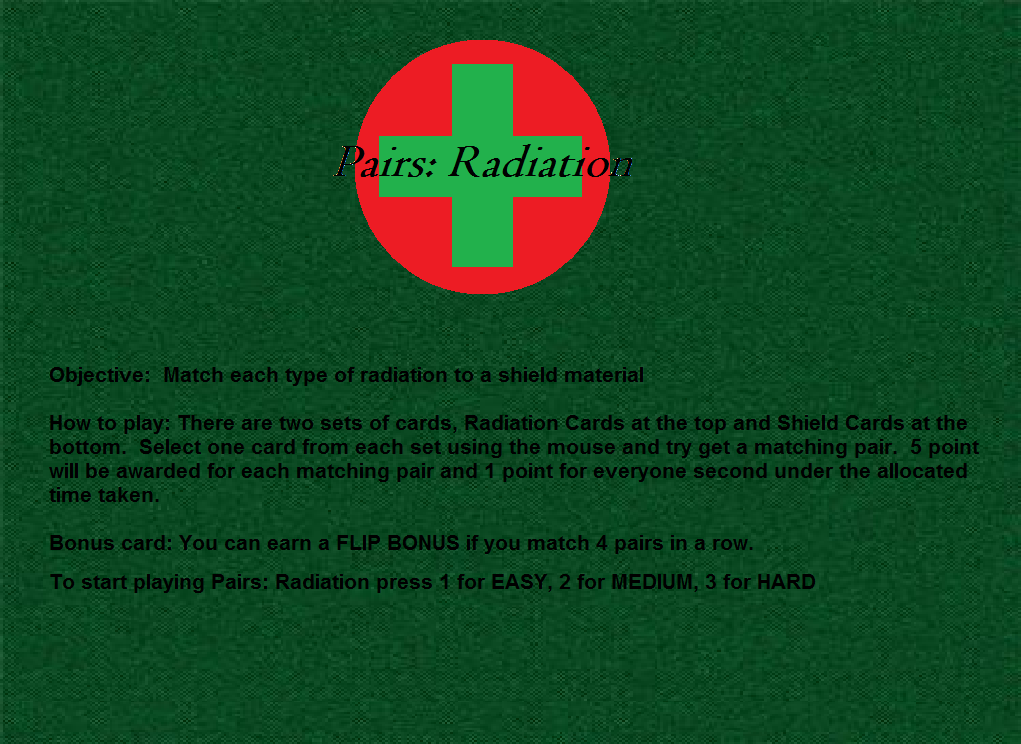 Pairs: Radiation
Objective:  Match each type of radiation to a shield material
How to play: There are two sets of cards, Radiation Cards at the top and Shield Cards at the
bottom.  Select one card from each set using the mouse and try get a matching pair.  5 point
will be awarded for each matching pair and 1 point for everyone second under the allocated
time taken.
Bonus card: You can earn a FLIP BONUS if you match 4 pairs in a row.
To start playing Pairs: Radiation press 1 for EASY, 2 for MEDIUM, 3 for HARD